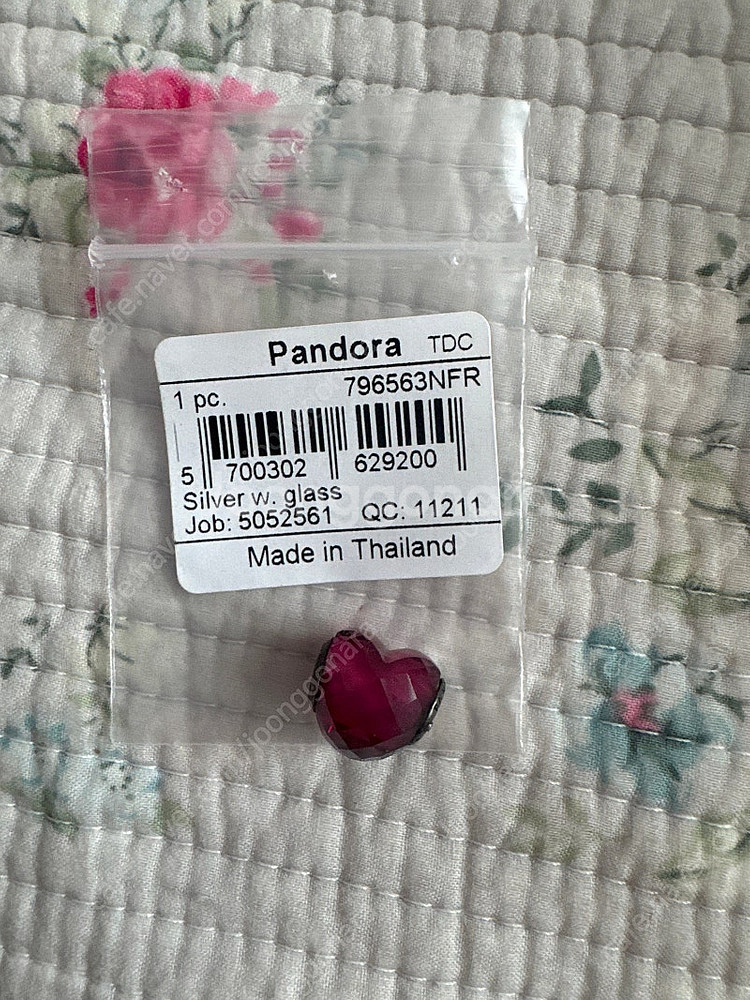 Pandora TDC
1 pc. 796563NFR
5 700302 629200
Silver w. glass
Job: 5052561 QC: 11211
Made in Thailand